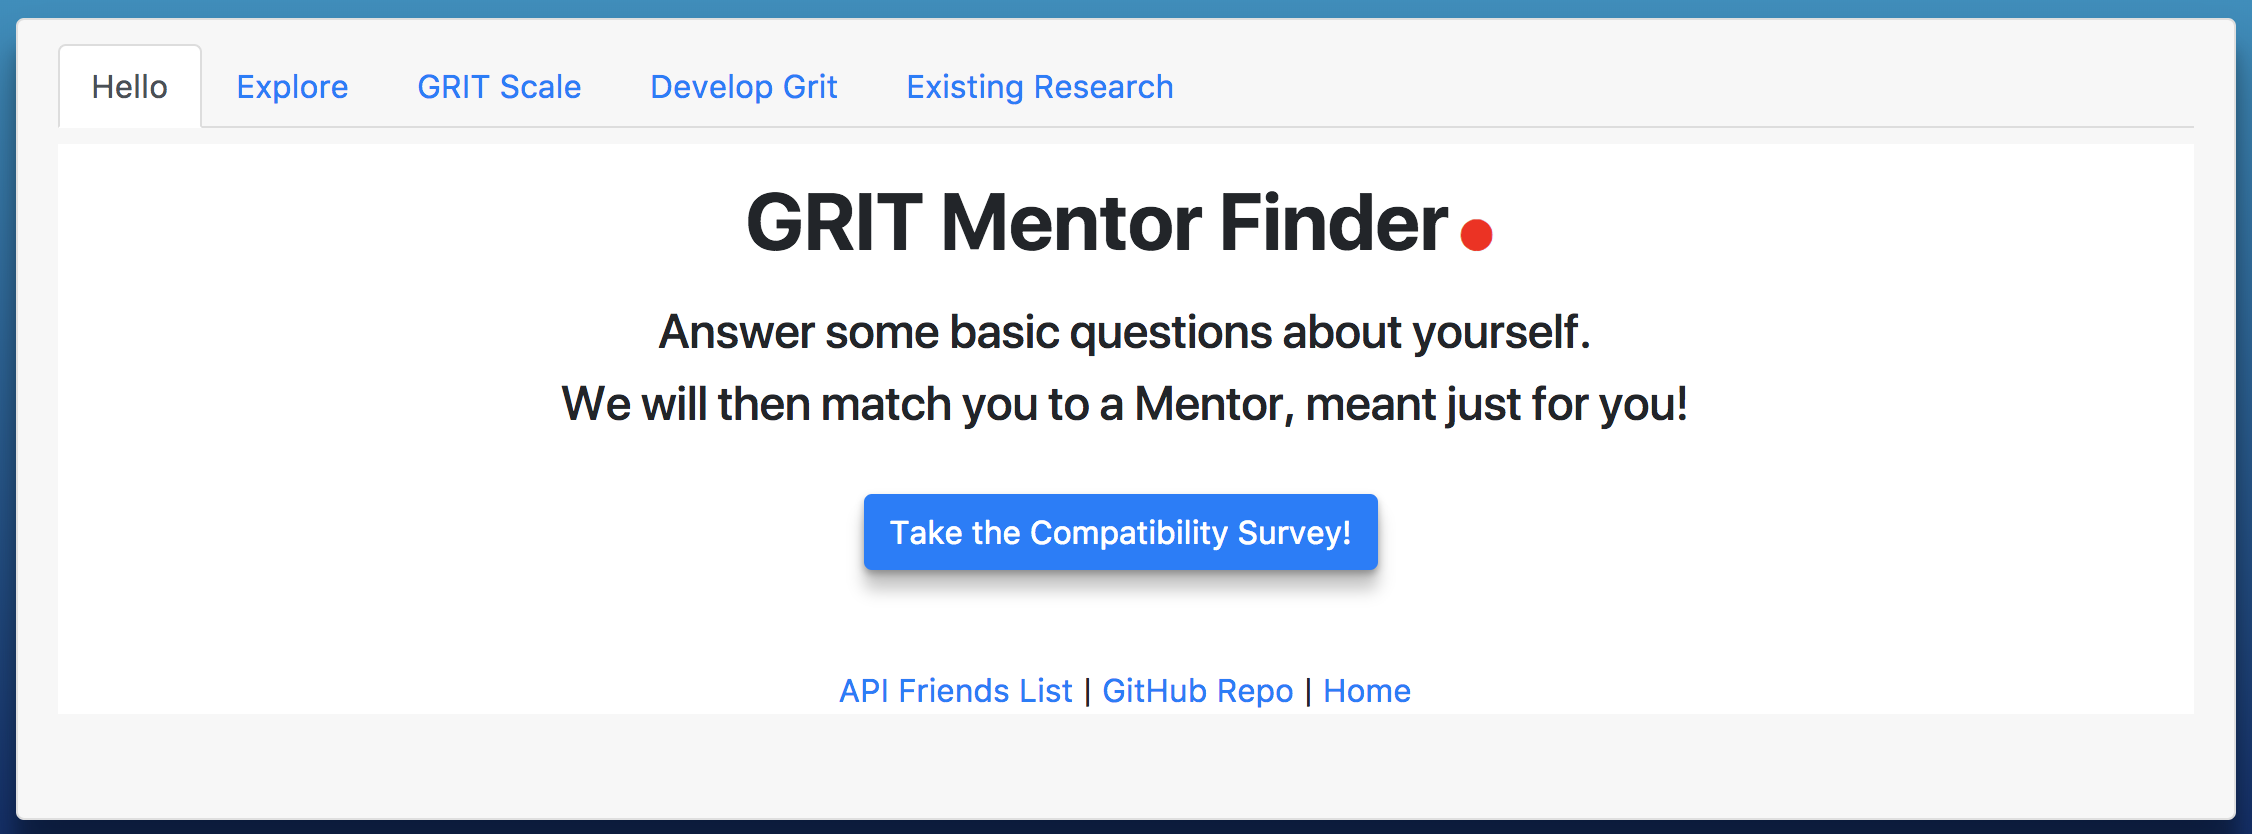 Hello Explore GRIT Scale Develop Grit Existing Research
GRIT Mentor Finder
Answer some basic questions about yourself.
We will then match you to a Mentor, meant just for you!
Take the Compatibility Survey!
API Friends List | GitHub Repo | Home